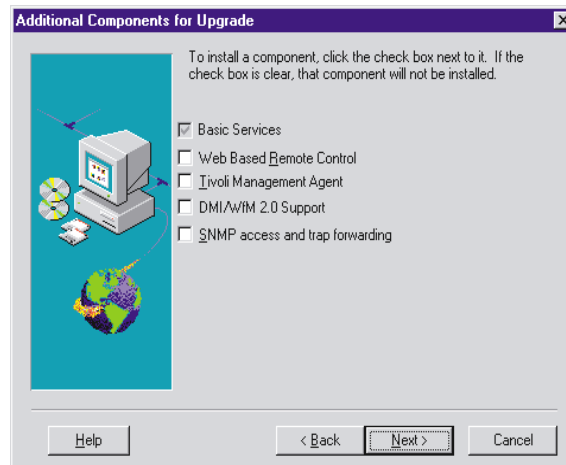 Additional Components for Upgrade
To install a component, click the check box next to it. If the
check box is clear, that component will not be installed.
Basic Services
Web Based Remote Control
Tivoli Management Agent
DMI/WfM 2.0 Support
SNMP access and trap forwarding
Help
< Back
Next >
Cancel